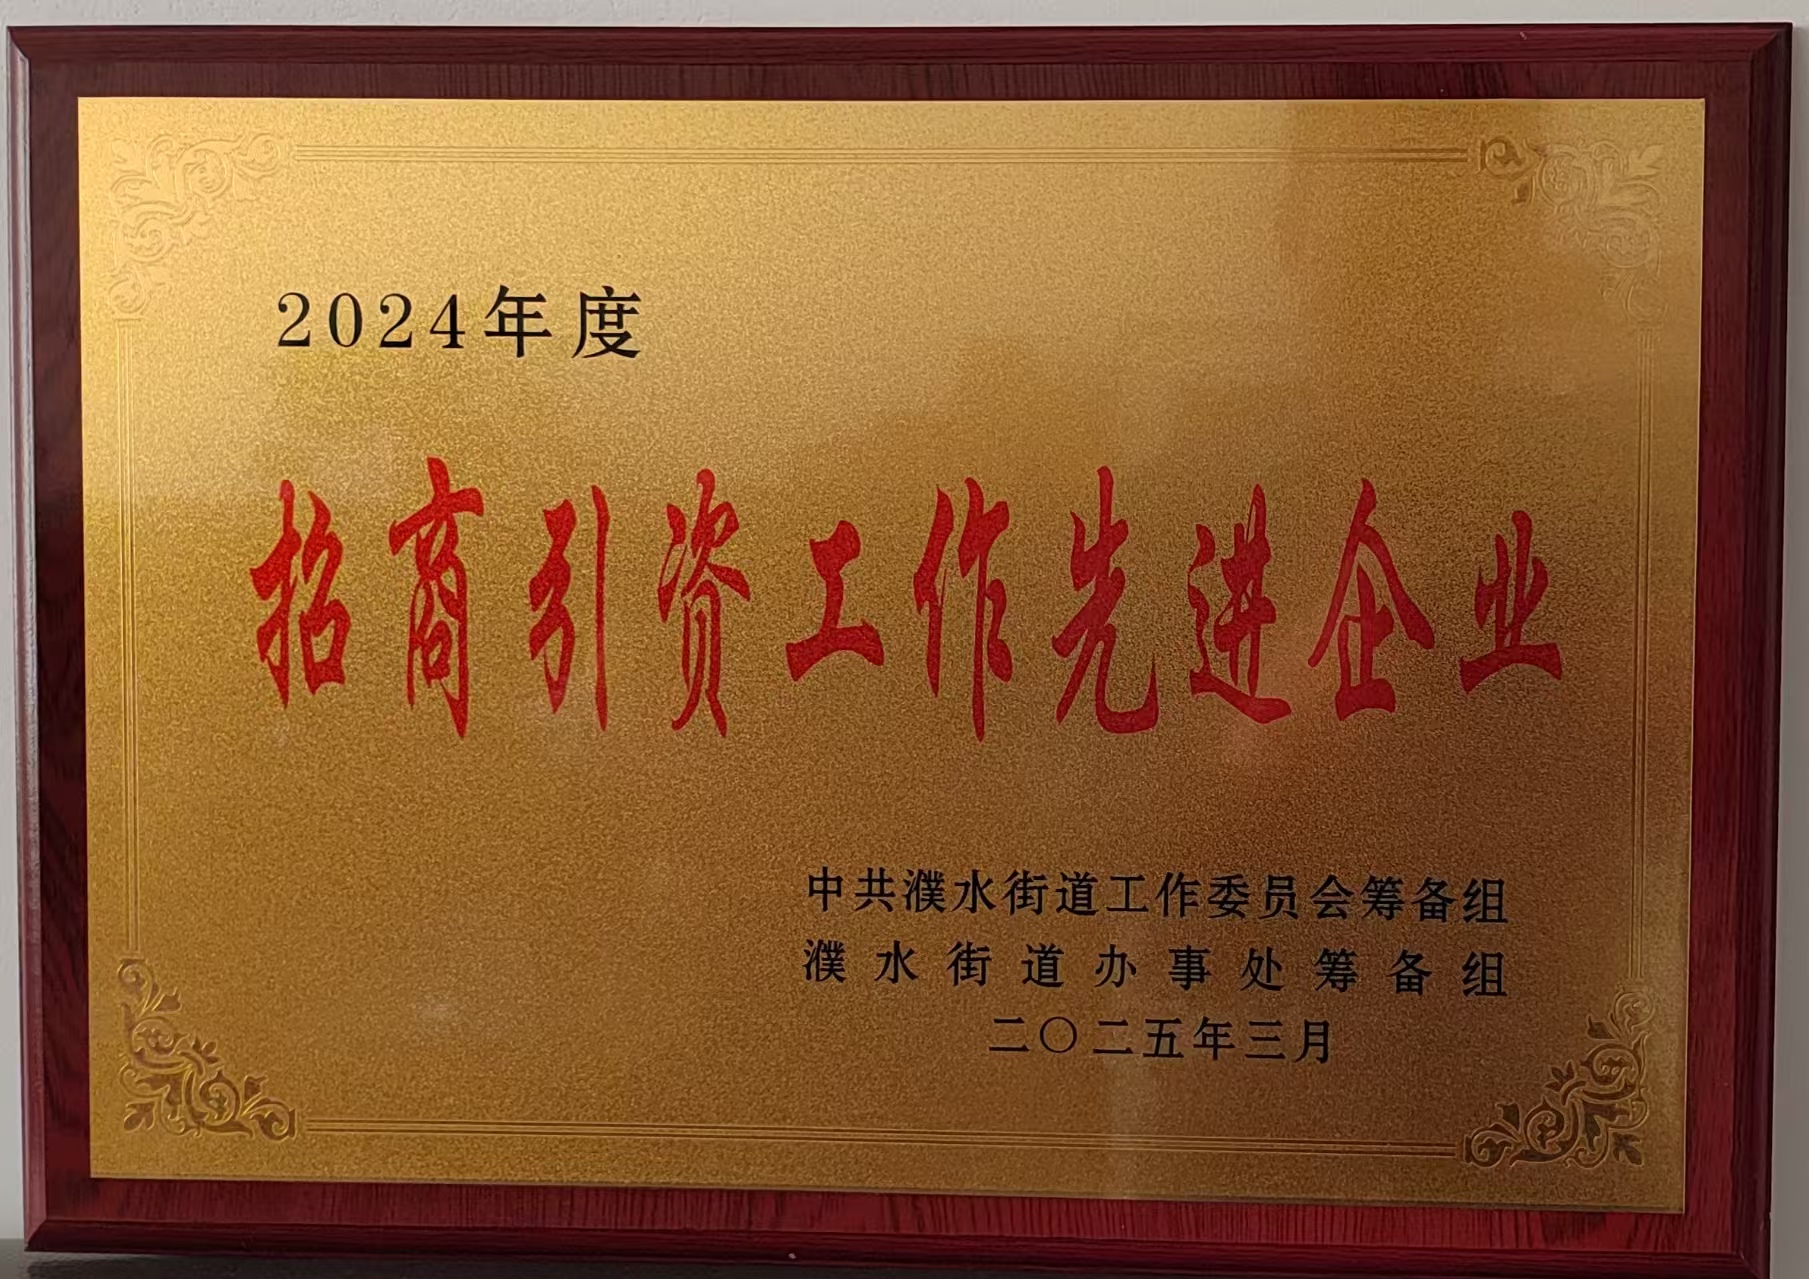 2024年度
招商引资工作先进企业
中共濮水街道工作委员会筹备组
濮水街道办事处筹备组
二〇二五年三月